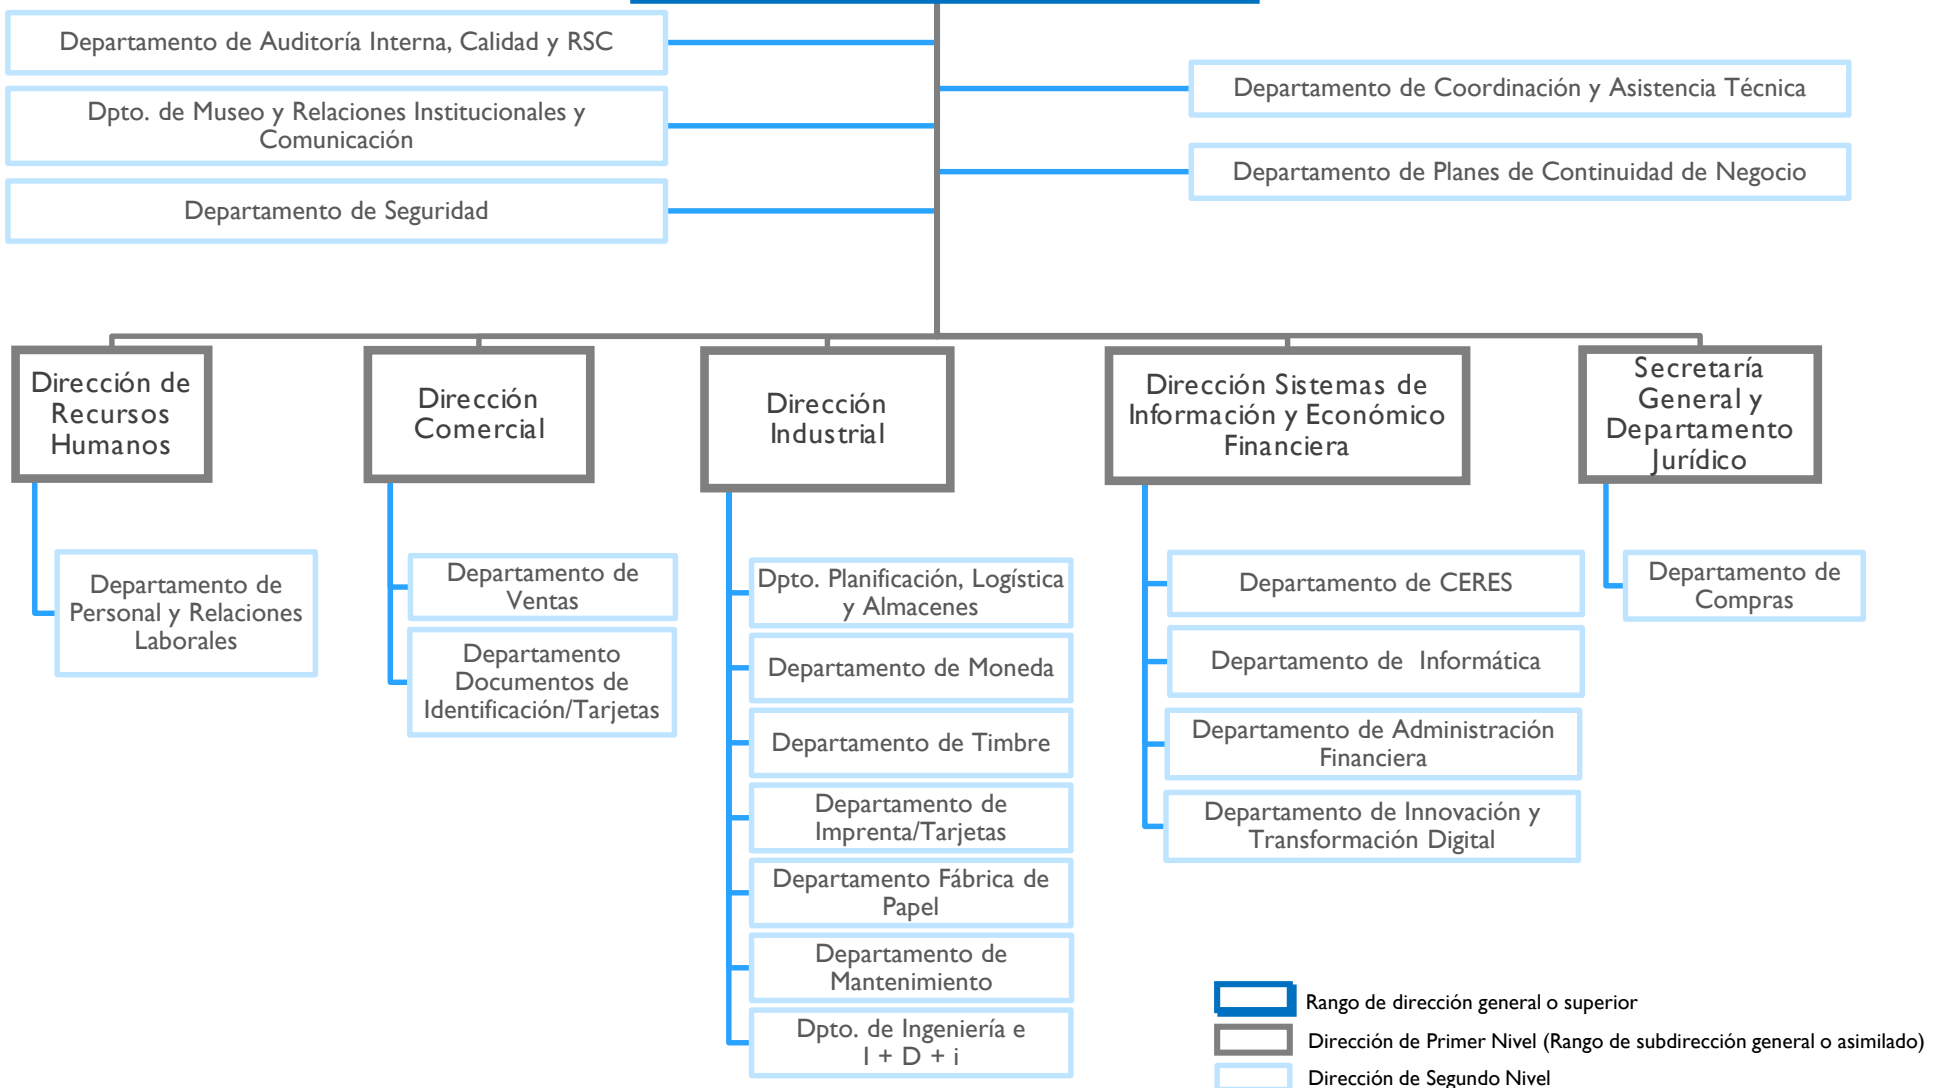 Departamento de Auditoría Interna, Calidad y RSC
Dpto. de Museo y Relaciones Institucionales y
Comunicación
Departamento de Seguridad
Departamento de Coordinación y Asistencia Técnica
Departamento de Planes de Continuidad de Negocio
Dirección de
Recursos
Humanos
Departamento de
Personal y Relaciones
Laborales
Dirección
Comercial
Departamento de
Ventas
Departamento
Documentos de
Identificación/Tarjetas
Dirección
Industrial
Dpto. Planificación, Logística
y Almacenes
Departamento de Moneda
Departamento de Timbre
Departamento de
Imprenta/Tarjetas
Departamento Fábrica de
Papel
Departamento de
Mantenimiento
Dpto. de Ingeniería e
I + D + i
Dirección Sistemas de
Información y Económico
Financiera
Departamento de CERES
Departamento de Informática
Departamento de Administración
Financiera
Departamento de Innovación y
Transformación Digital
Secretaría
General y
Departamento
Jurídico
Departamento de
Compras
Rango de dirección general o superior
Dirección de Primer Nivel (Rango de subdirección general o asimilado)
Dirección de Segundo Nivel